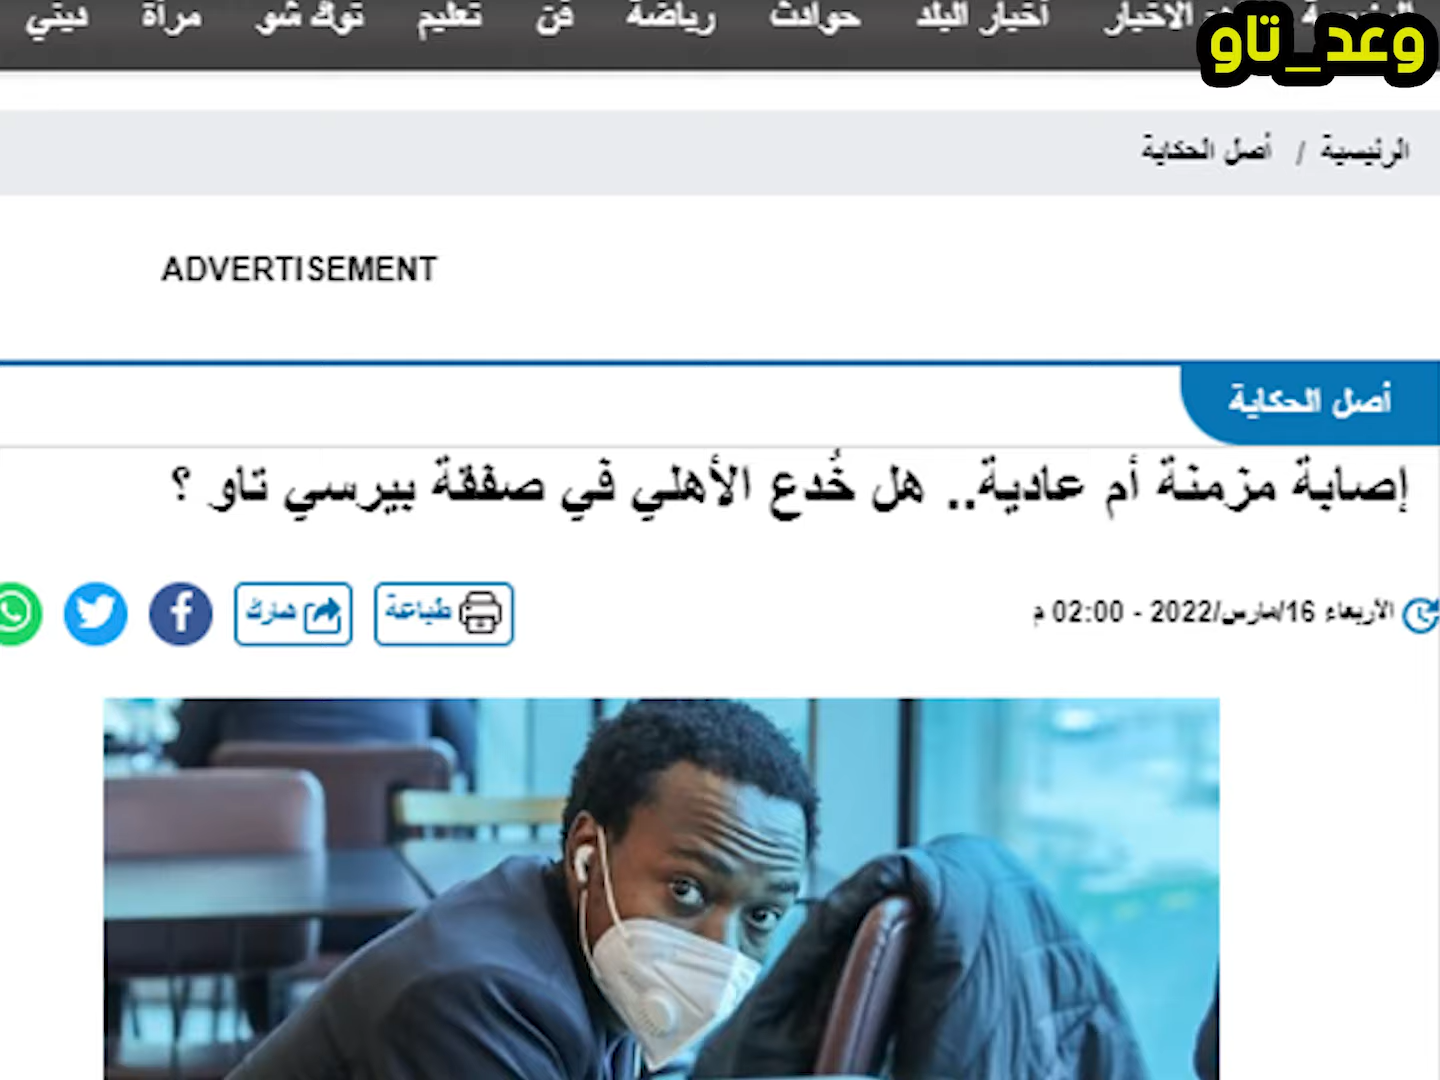 الاخبار أخبار البلد حوادث رياضة فن تعليم توك شو مرأة ديني
وعد_تاو
الرئيسية / أصل الحكاية
ADVERTISEMENT
أصل الحكاية
إصابة مزمنة أم عادية.. هل خُدع الأهلي في صفقة بيرسي تاو ؟
الأربعاء 16/مارس/2022 - 02:00 م
طباعة
شارك